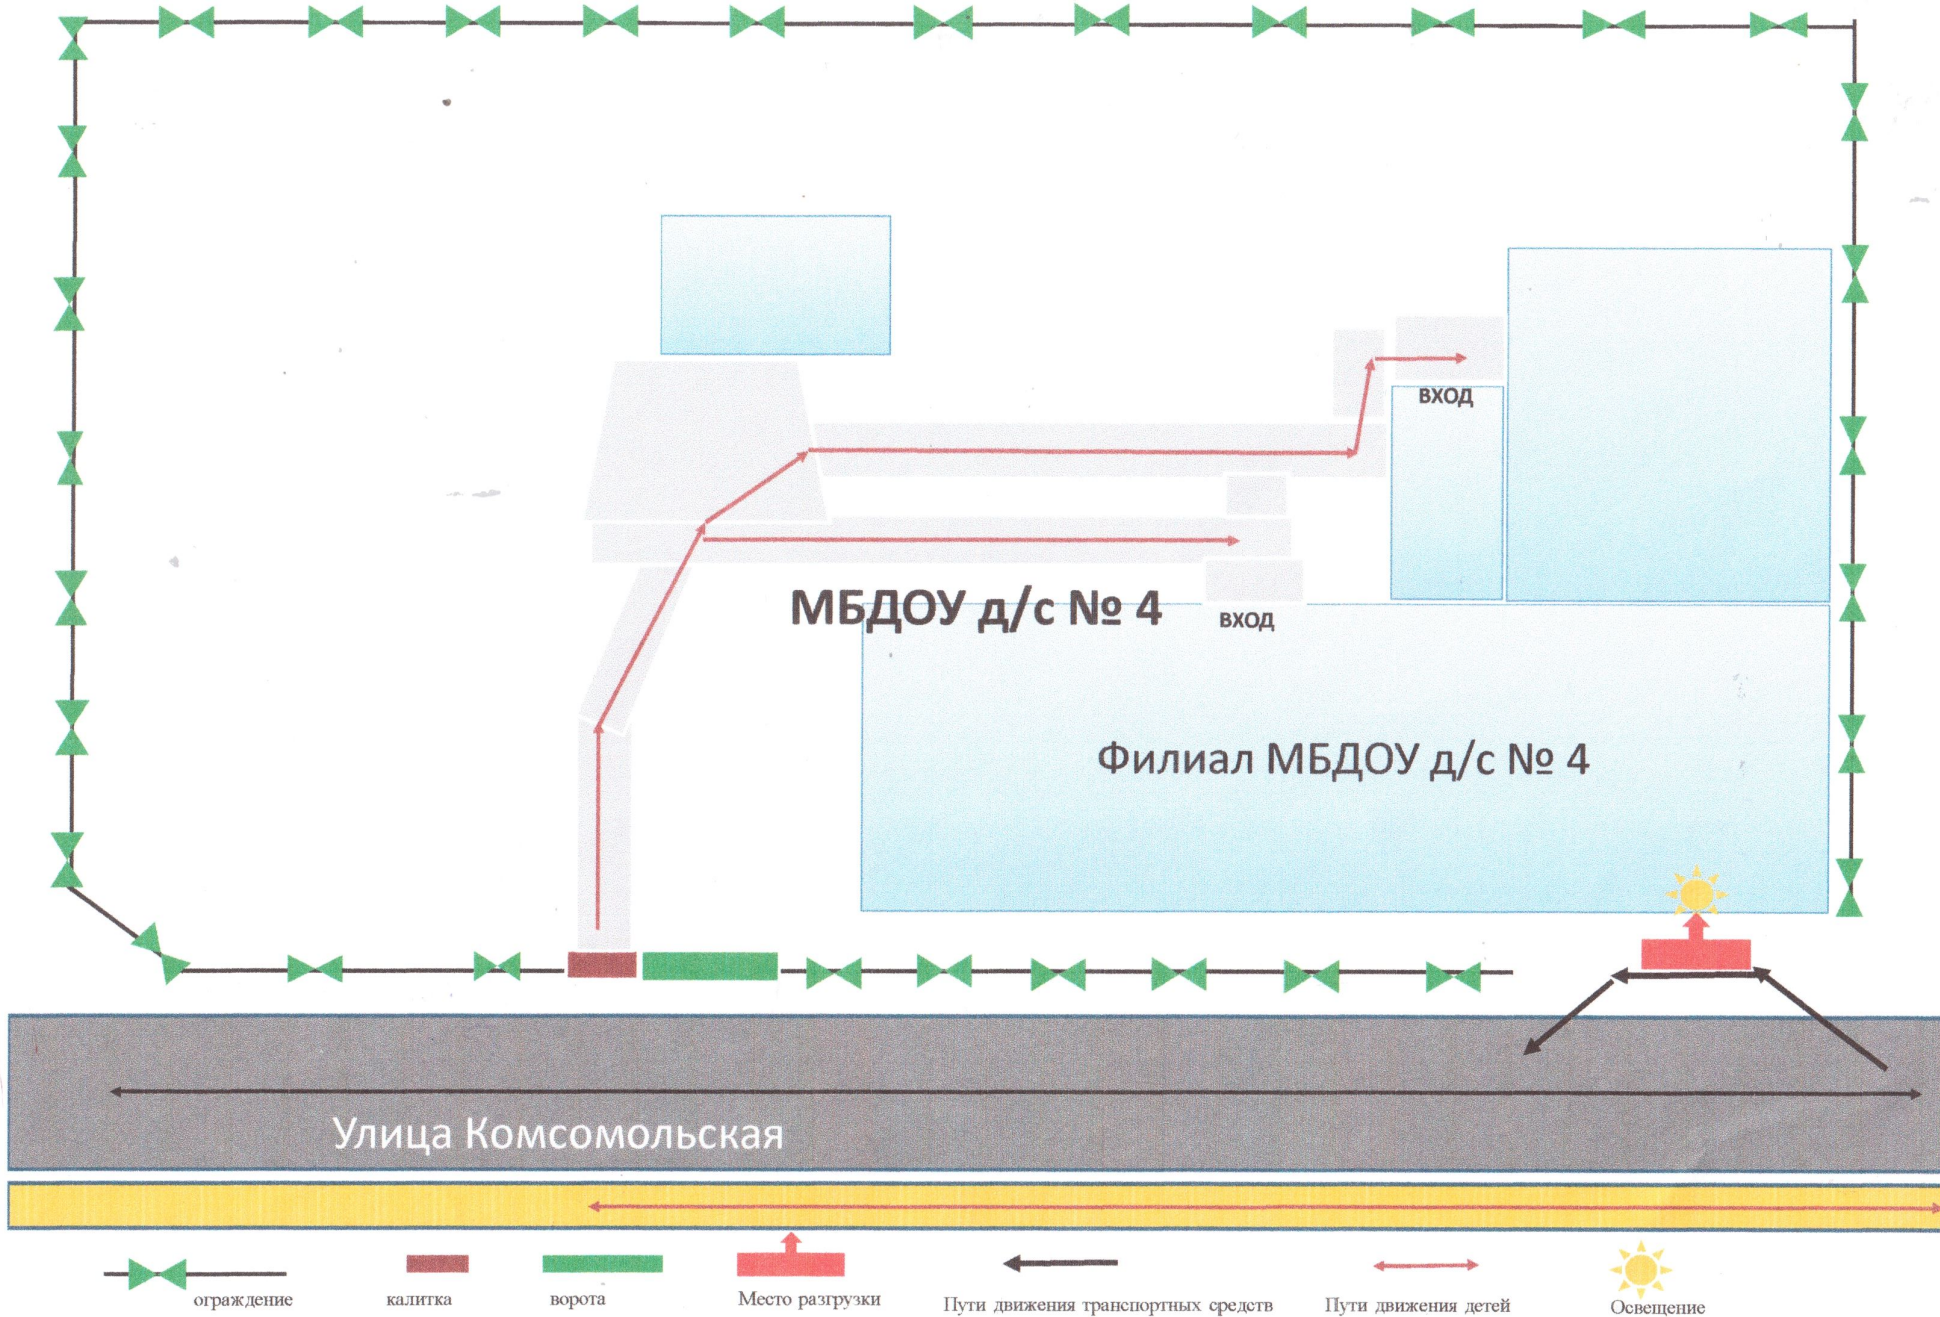 ВХОД
МБДОУ д/с № 4
ВХОД
Филиал МБДОУ д/с № 4
Улица Комсомольская
ограждение
калитка
ворота
Место разгрузки
Пути движения транспортных средств
Пути движения детей
Освещение